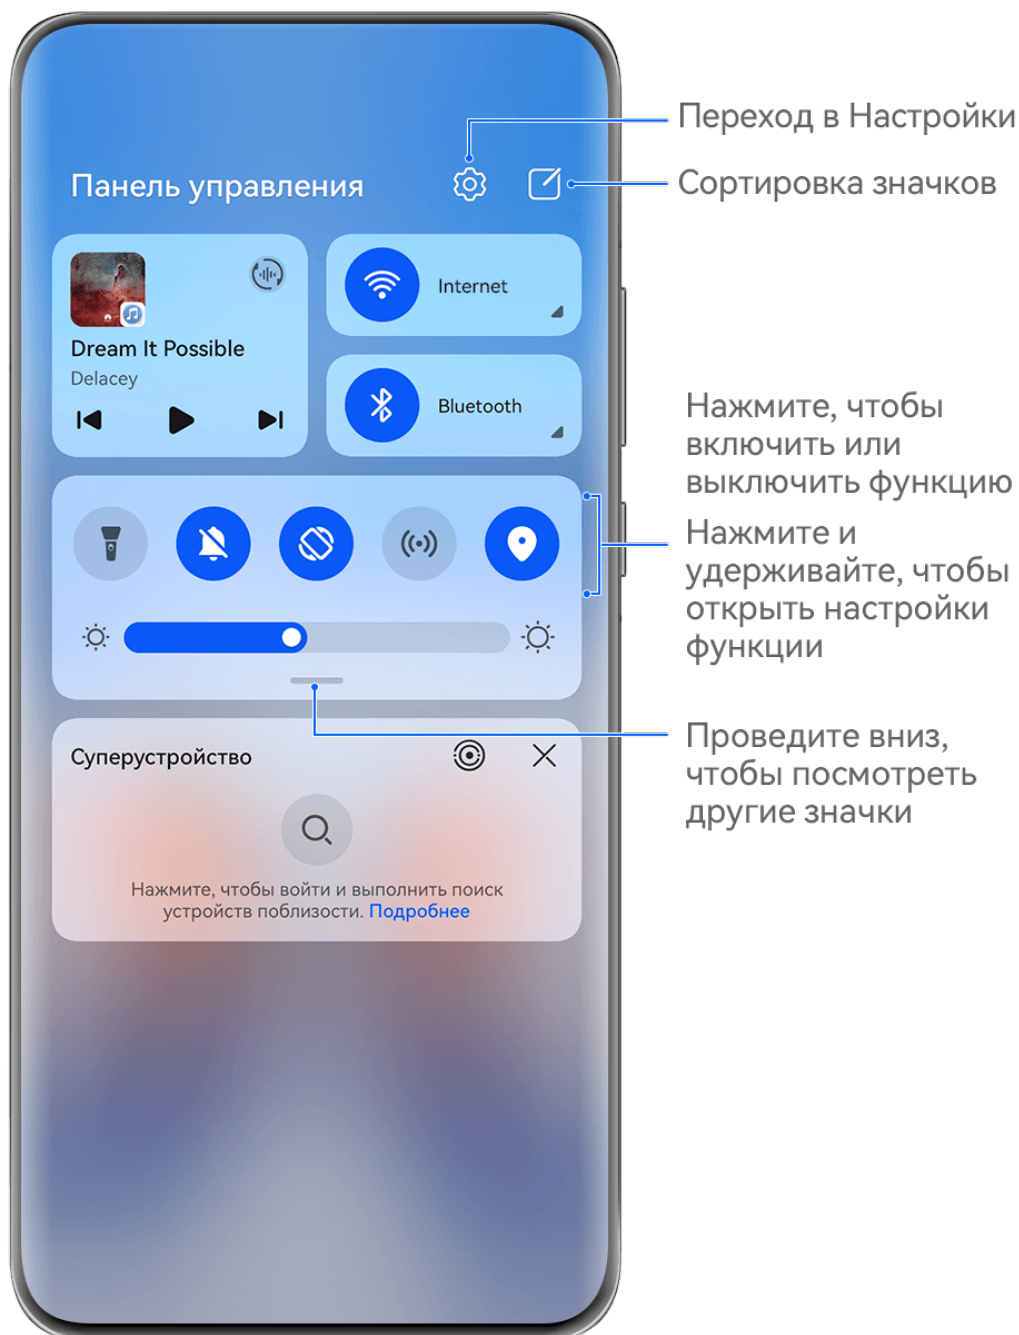 Переход в Настройки
Панель управления
Сортировка значков
Internet
Dream It Possible
Delacey
Bluetooth
Нажмите, чтобы
включить или
выключить функцию
Нажмите и
удерживайте, чтобы
открыть настройки
функции
Проведите вниз,
чтобы посмотреть
другие значки
Суперустройство
Нажмите, чтобы войти и выполнить поиск
устройств поблизости. Подробнее